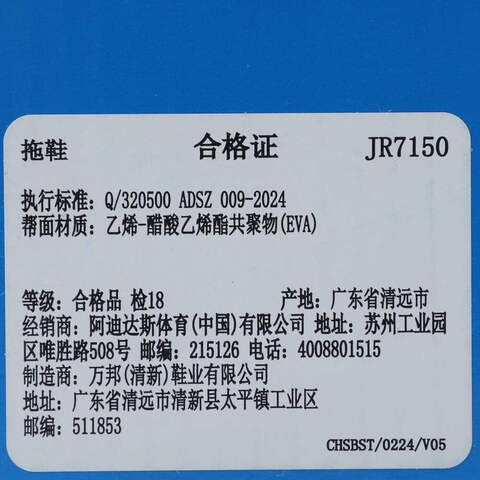 拖鞋 合格证 JR7150
执行标准: Q/320500 ADSZ 009-2024
帮面材质: 乙烯-醋酸乙烯酯共聚物(EVA)
等级: 合格品 检18 产地: 广东省清远市
经销商: 阿迪达斯体育(中国)有限公司 地址: 苏州工业园
区唯胜路508号 邮编: 215126 电话: 4008801515
制造商: 万邦(清新)鞋业有限公司
地址: 广东省清远市清新县太平镇工业区
邮编: 511853
CHSBST/0224/V05